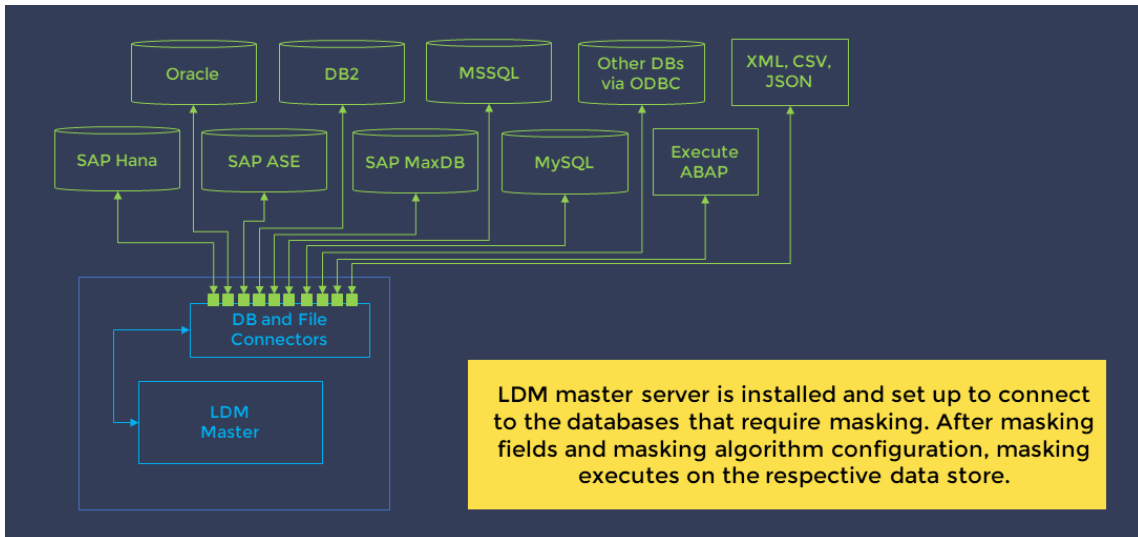 Oracle
DB2
MSSQL
Other DBs
via ODBC
XML, CSV,
JSON
SAP Hana
SAP ASE
SAP MaxDB
MySQL
Execute
ABAP
DB and File
Connectors
LDM
Master
LDM master server is installed and set up to connect
to the databases that require masking. After masking
fields and masking algorithm configuration, masking
executes on the respective data store.